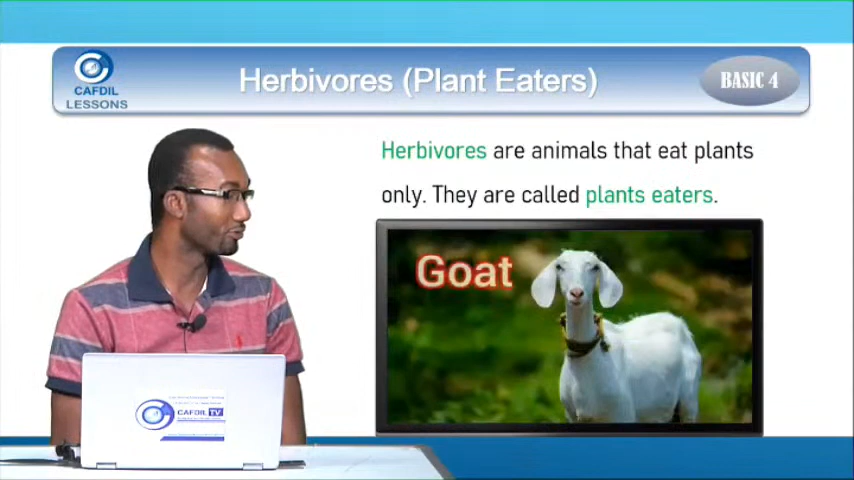 Herbivores (Plant Eaters)
BASIC 4
CAFDIL
LESSONS
Herbivores are animals that eat plants
only. They are called plants eaters.
Goat
CAFDIL TV